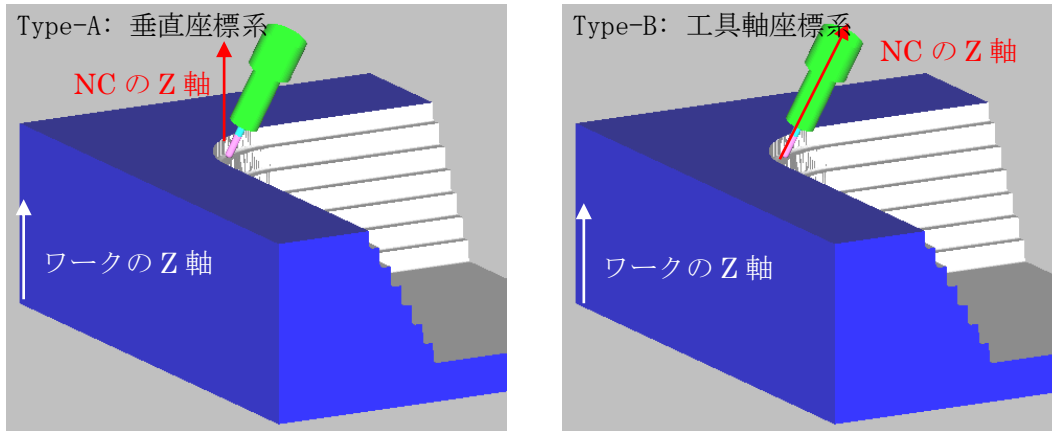 Type-A: 垂直座標系
NC の Z 軸
ワークの Z 軸
Type-B: 工具軸座標系
NC の Z 軸
ワークの Z 軸